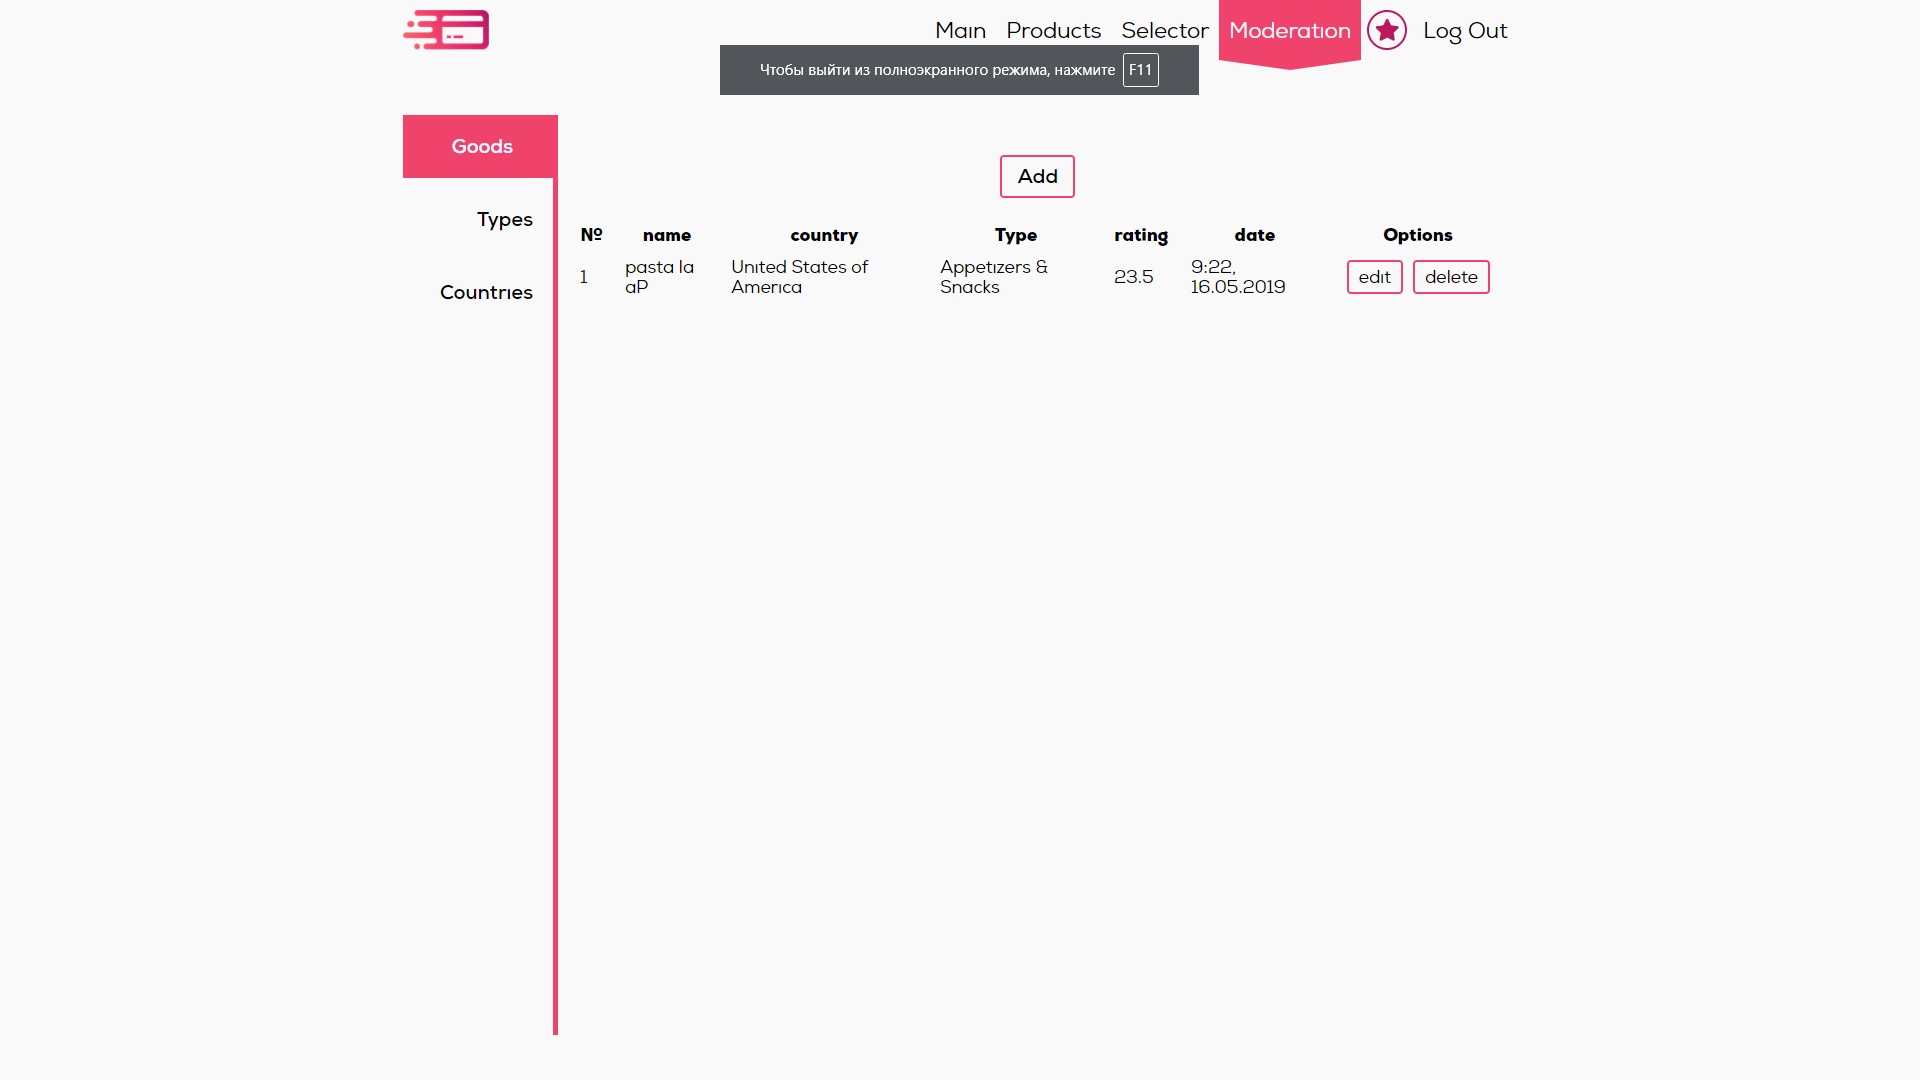 Main Products Selector Moderation Log Out
Чтобы выйти из полноэкранного режима, нажмите F11
Goods
Types
Countries
Add
№ name country Type rating date Options
1 pasta la aP United States of America Appetizers & Snacks 23.5 9:22, 16.05.2019 edit delete